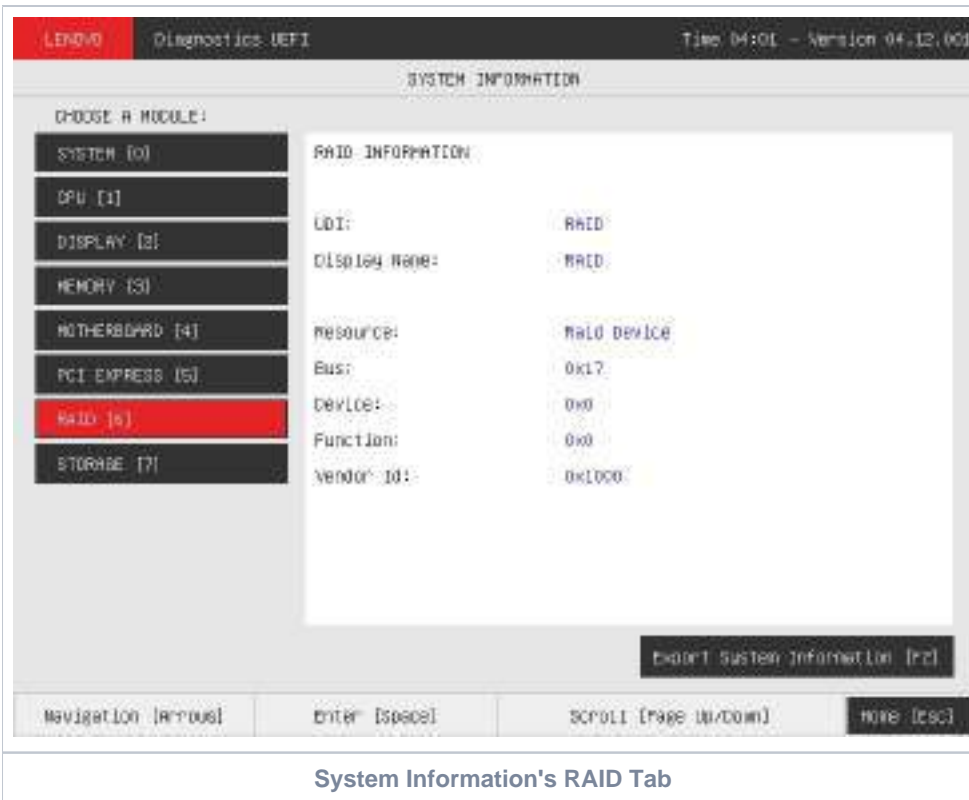 LENOVO Diagnostics UEFI Time 04:01 - Version 04.12.001
SYSTEM INFORMATION
CHOOSE A MODULE:
SYSTEM [0]
CPU [1]
DISPLAY [2]
MEMORY [3]
MOTHERBOARD [4]
PCI EXPRESS [5]
RAID [6]
STORAGE [7]
RAID INFORMATION
UDI: RAID
Display Name: RAID
Resource: Raid Device
Bus: 0x17
Device: 0x0
Function: 0x0
Vendor Id: 0x1000
Export System Information [F2]
Navigation [Arrows] Enter [Space] Scroll [Page Up/Down] Home [Esc]
System Information's RAID Tab